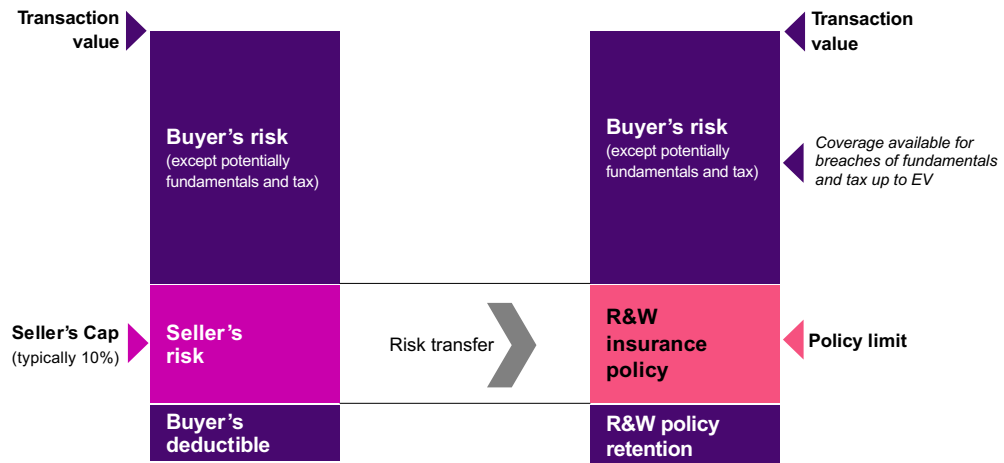 Transaction
value
Buyer’s risk
(except potentially
fundamentals and tax)
Seller’s Cap
(typically 10%)
Seller’s
risk
Buyer’s
deductible
Risk transfer
Transaction
value
Buyer’s risk
(except potentially
fundamentals and tax)
Coverage available for
breaches of fundamentals
and tax up to EV
R&W
insurance
policy
Policy limit
R&W policy
retention